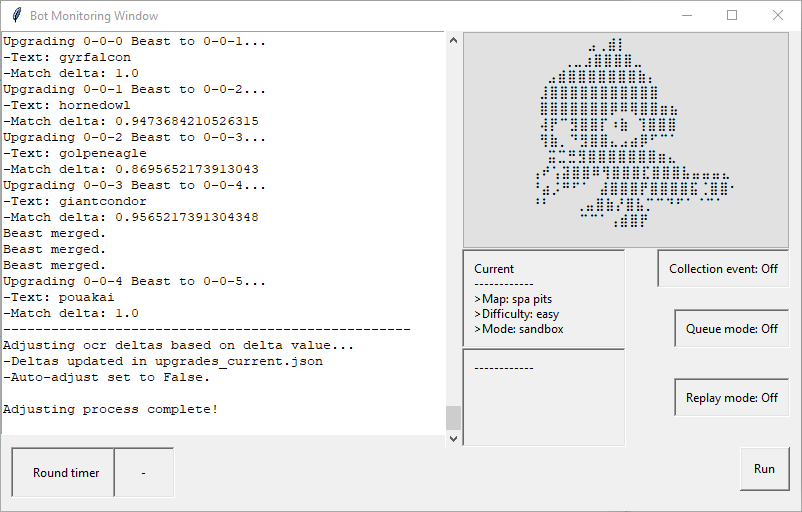 Bot Monitoring Window
Upgrading 0-0-0 Beast to 0-0-1...
-Text: gyrfalcon
-Match delta: 1.0
Upgrading 0-0-1 Beast to 0-0-2...
-Text: hornedowl
-Match delta: 0.9473684210526315
Upgrading 0-0-2 Beast to 0-0-3...
-Text: golpeneagle
-Match delta: 0.8695652173913043
Upgrading 0-0-3 Beast to 0-0-4...
-Text: giantcondor
-Match delta: 0.9565217391304348
Beast merged.
Beast merged.
Beast merged.
Upgrading 0-0-4 Beast to 0-0-5...
-Text: pouakai
-Match delta: 1.0
---------------------------------------------------
Adjusting ocr deltas based on delta value...
-Deltas updated in upgrades_current.json
-Auto-adjust set to False.
Adjusting process complete!
Current
------------
>Map: spa pits
>Difficulty: easy
>Mode: sandbox
------------
Collection event: Off
Queue mode: Off
Replay mode: Off
Round timer
-
Run